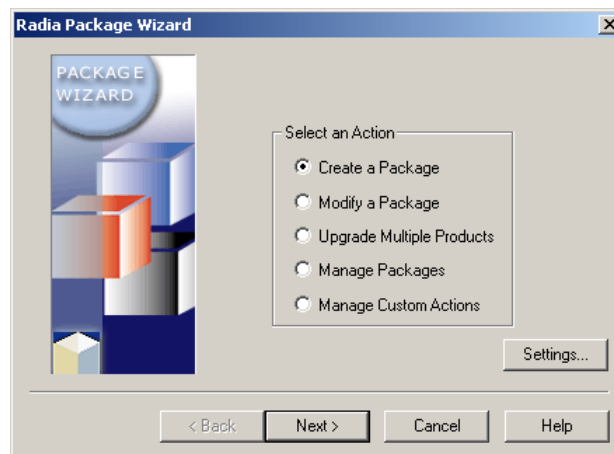 Radia Package Wizard
PACKAGE
WIZARD
Select an Action
Create a Package
Modify a Package
Upgrade Multiple Products
Manage Packages
Manage Custom Actions
Settings...
< Back
Next >
Cancel
Help